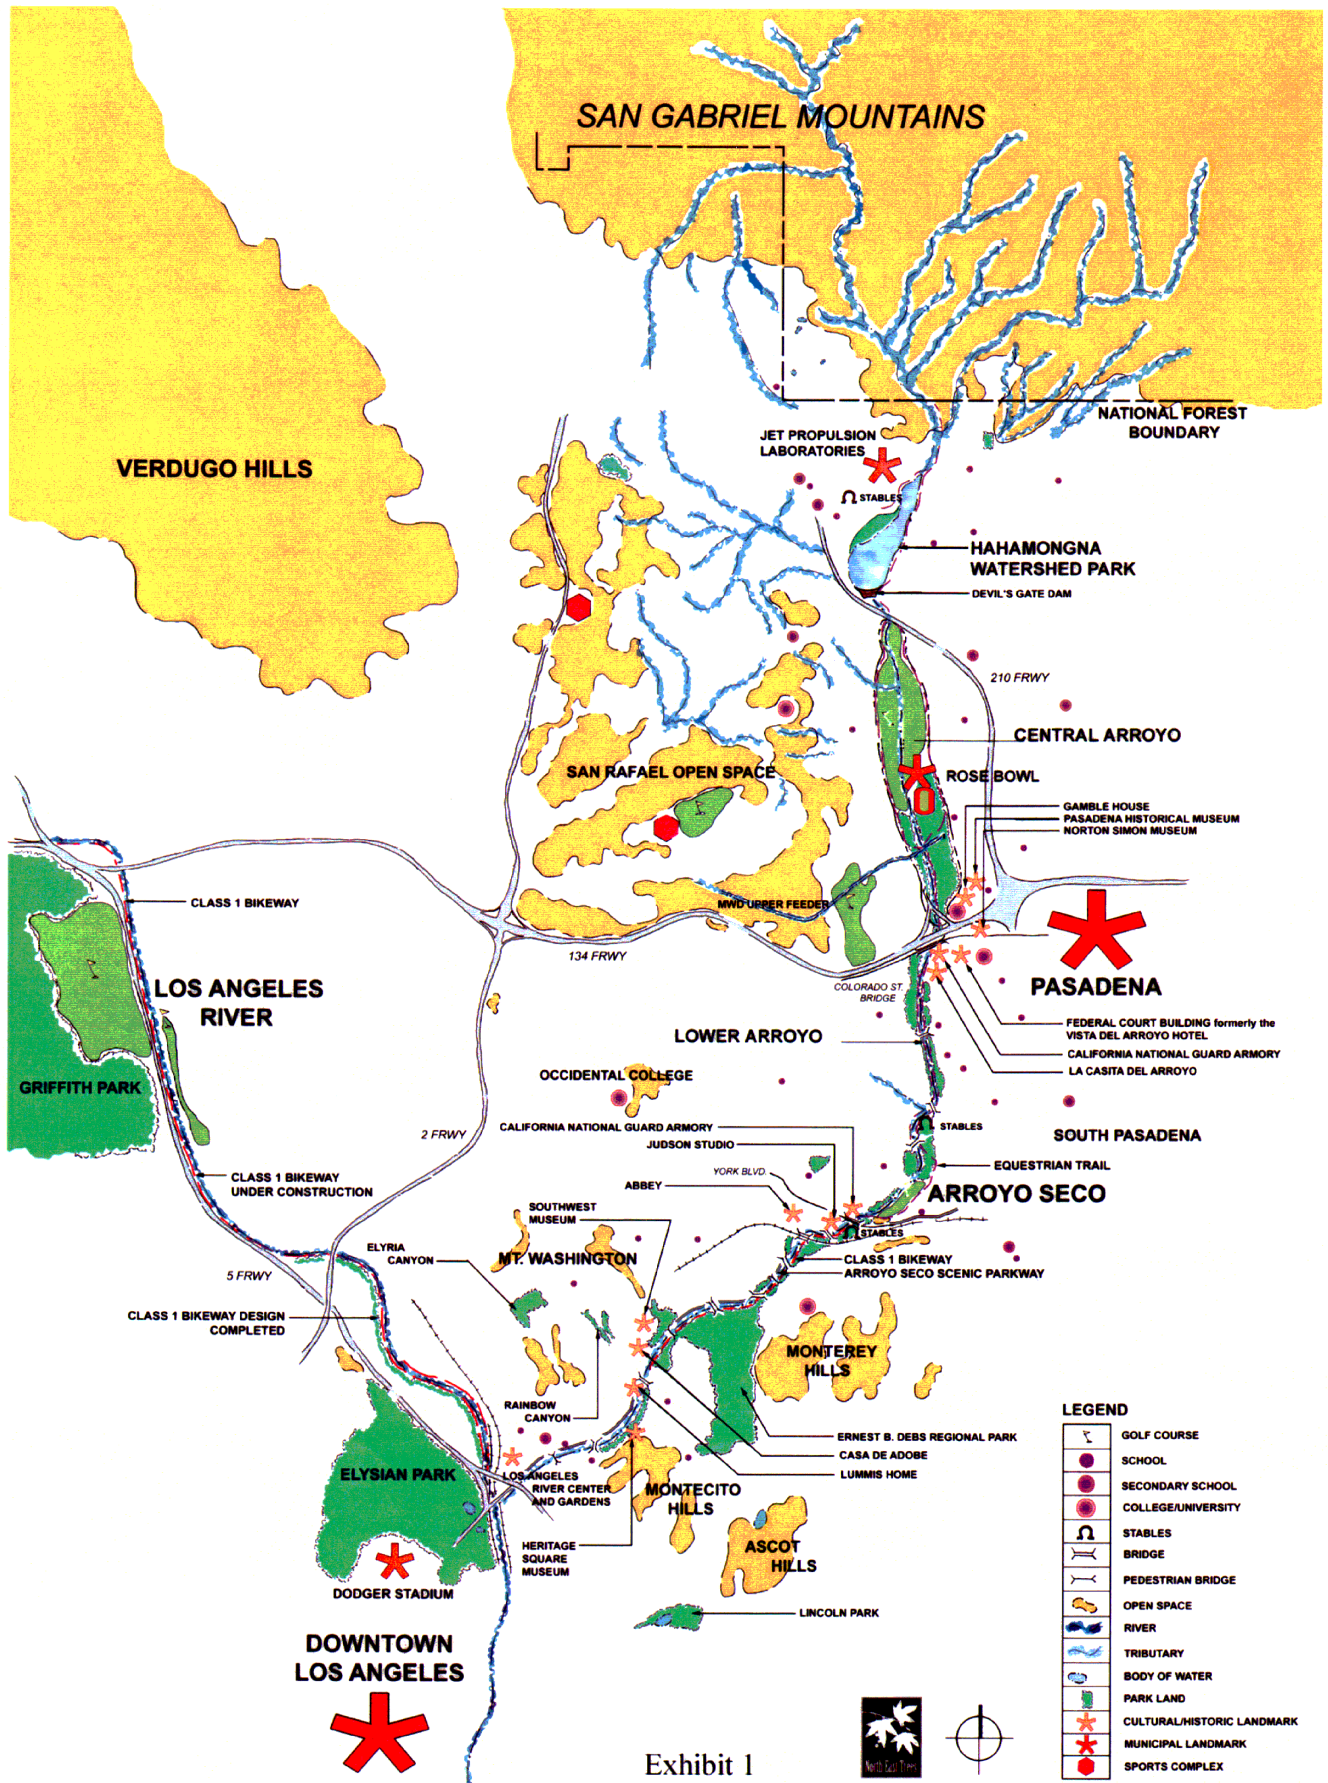 SAN GABRIEL MOUNTAINS
NATIONAL FOREST
BOUNDARY
VERDUGO HILLS
JET PROPULSION
LABORATORIES
STABLES
HAHAMONGNA
WATERSHED PARK
DEVIL'S GATE DAM
210 FRWY
CENTRAL ARROYO
SAN RAFAEL OPEN SPACE
ROSE BOWL
GAMBLE HOUSE
PASADENA HISTORICAL MUSEUM
NORTON SIMON MUSEUM
CLASS 1 BIKEWAY
MWD UPPER FEEDER
134 FRWY
LOS ANGELES
RIVER
COLORADO ST.
BRIDGE
PASADENA
FEDERAL COURT BUILDING formerly the
VISTA DEL ARROYO HOTEL
LOWER ARROYO
CALIFORNIA NATIONAL GUARD ARMORY
LA CASITA DEL ARROYO
GRIFFITH PARK
OCCIDENTAL COLLEGE
2 FRWY
CALIFORNIA NATIONAL GUARD ARMORY
JUDSON STUDIO
STABLES
SOUTH PASADENA
YORK BLVD.
EQUESTRIAN TRAIL
CLASS 1 BIKEWAY
UNDER CONSTRUCTION
ABBEY
ARROYO SECO
SOUTHWEST
MUSEUM
STABLES
ELYRIA
CANYON
MT. WASHINGTON
CLASS 1 BIKEWAY
ARROYO SECO SCENIC PARKWAY
5 FRWY
CLASS 1 BIKEWAY DESIGN
COMPLETED
MONTEREY
HILLS
RAINBOW
CANYON
ERNEST B. DEBS REGIONAL PARK
CASA DE ADOBE
LUMMIS HOME
ELYSIAN PARK
LOS ANGELES
RIVER CENTER
AND GARDENS
MONTECITO
HILLS
HERITAGE
SQUARE
MUSEUM
ASCOT
HILLS
DODGER STADIUM
LINCOLN PARK
DOWNTOWN
LOS ANGELES
LEGEND
GOLF COURSE
SCHOOL
SECONDARY SCHOOL
COLLEGE/UNIVERSITY
STABLES
BRIDGE
PEDESTRIAN BRIDGE
OPEN SPACE
RIVER
TRIBUTARY
BODY OF WATER
PARK LAND
CULTURAL/HISTORIC LANDMARK
MUNICIPAL LANDMARK
SPORTS COMPLEX
North East Trees
Exhibit 1